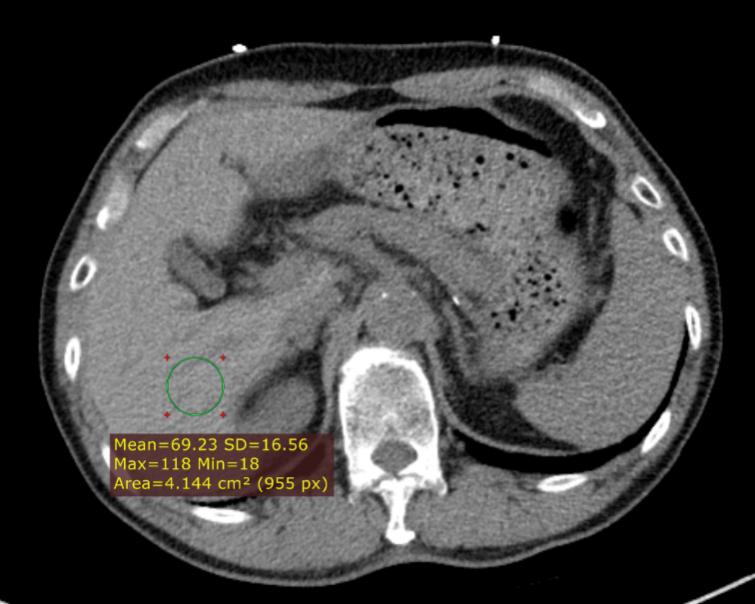 Mean=69.23 SD=16.56
Max=118 Min=18
Area=4.144 cm² (955 px)